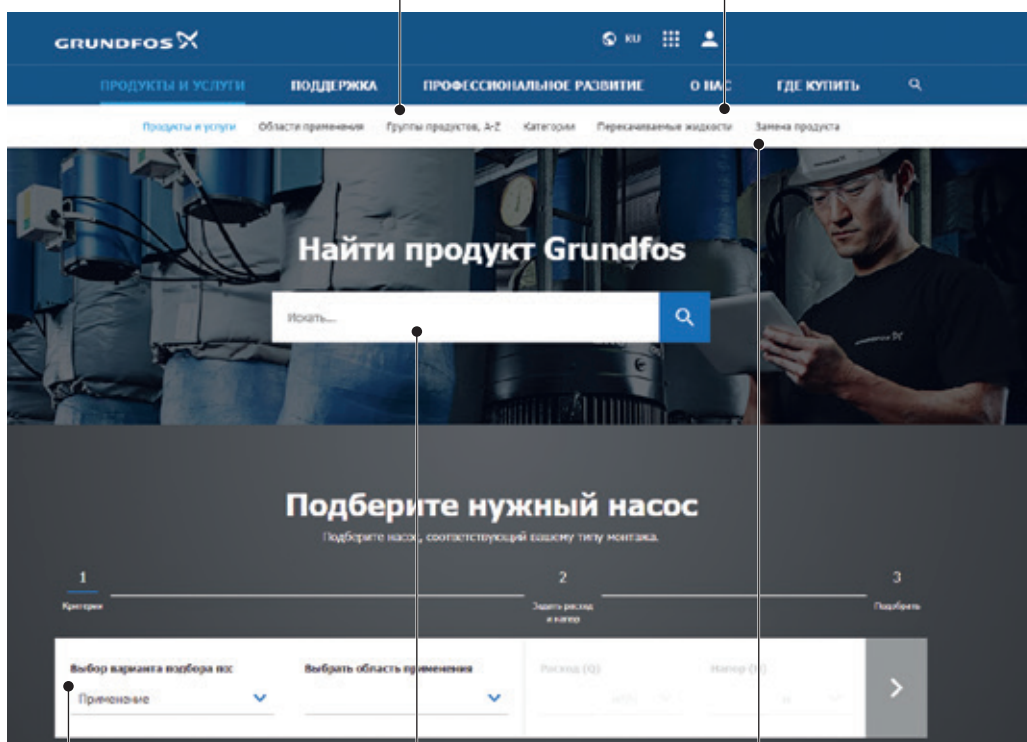 GRUNDFOS
RU
ПРОДУКТЫ И УСЛУГИ ПОДДЕРЖКА ПРОФЕССИОНАЛЬНОЕ РАЗВИТИЕ О НАС ГДЕ КУПИТЬ
Продукты и услуги Области применения Группы продуктов, A-Z Категории Перекачиваемые жидкости Замена продукта
Найти продукт Grundfos
Искать...
Подберите нужный насос
Подберите насос, соответствующий вашему типу монтажа.
1 2 3
Критерии Задать расход Подобрать
и напор
Выбор варианта подбора по: Выбрать область применения Расход (Q) Напор (H)
Применение